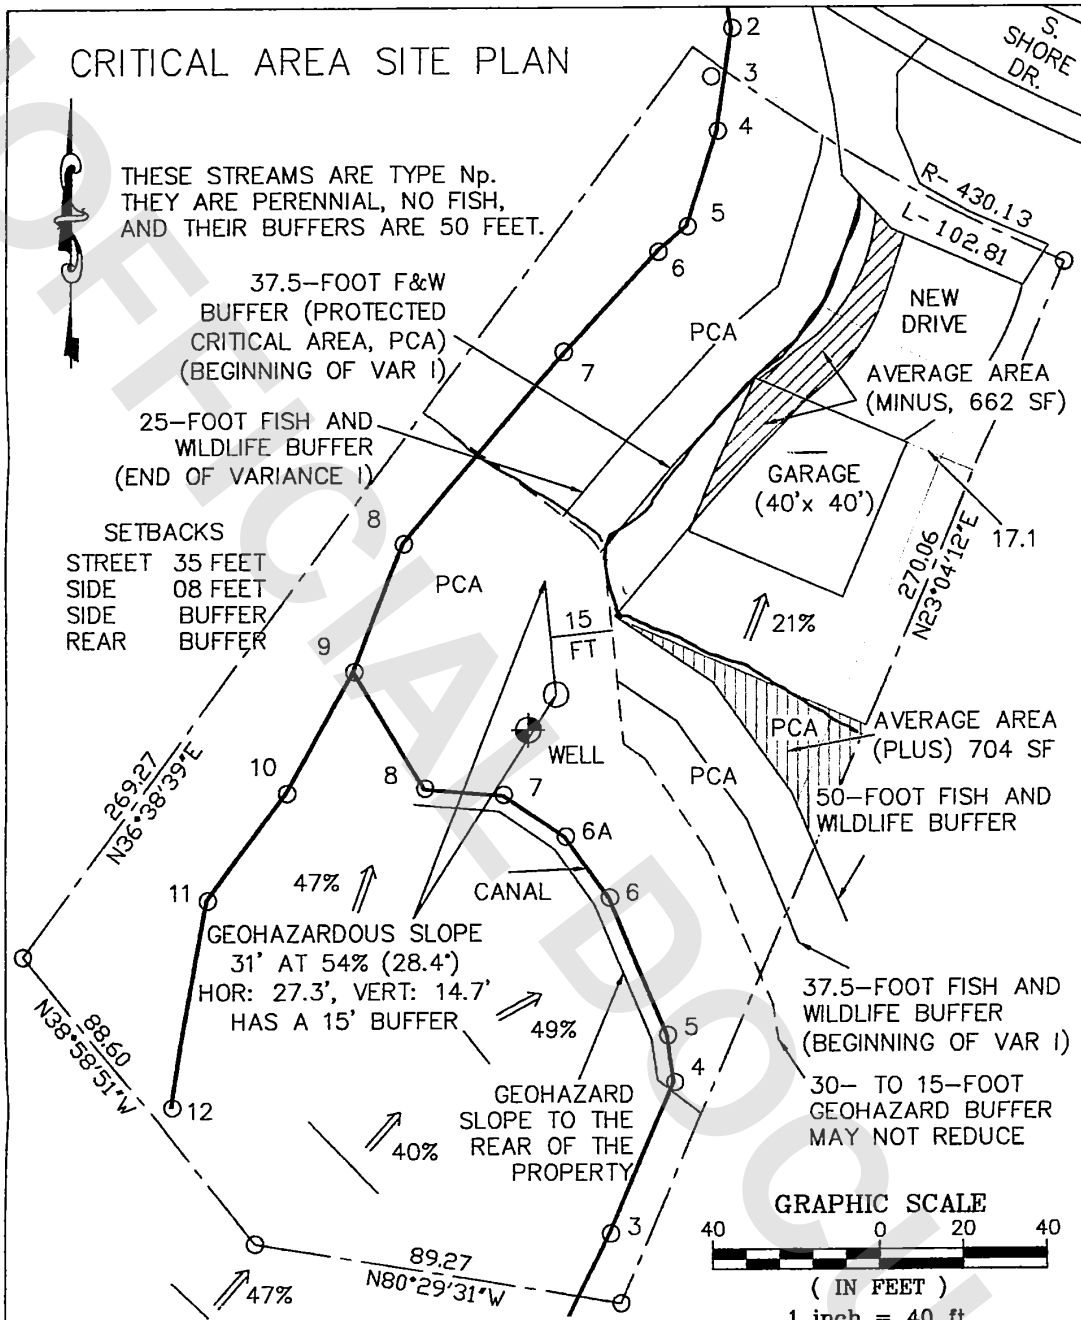 CRITICAL AREA SITE PLAN
S.
SHORE
DR.
2
3
4
THESE STREAMS ARE TYPE Np.
THEY ARE PERENNIAL, NO FISH,
AND THEIR BUFFERS ARE 50 FEET.
R- 430.13
L- 102.81
5
6
37.5-FOOT F&W
BUFFER (PROTECTED
CRITICAL AREA, PCA)
(BEGINNING OF VAR I)
NEW
DRIVE
PCA
7
AVERAGE AREA
(MINUS, 662 SF)
25-FOOT FISH AND
WILDLIFE BUFFER
(END OF VARIANCE I)
GARAGE
(40'x 40')
17.1
8
SETBACKS
STREET 35 FEET
SIDE 08 FEET
SIDE BUFFER
REAR BUFFER
PCA
270.06
N23°04'12"E
15
FT
21%
9
PCA
AVERAGE AREA
(PLUS) 704 SF
WELL
PCA
269.27
N36°38'39"E
10
8
7
50-FOOT FISH AND
WILDLIFE BUFFER
6A
CANAL
6
47%
11
GEOHAZARDOUS SLOPE
31' AT 54% (28.4°)
HOR: 27.3', VERT: 14.7'
HAS A 15' BUFFER
49%
37.5-FOOT FISH AND
WILDLIFE BUFFER
(BEGINNING OF VAR I)
88.60
N38°58'51"W
5
4
12
GEOHAZARD
SLOPE TO THE
REAR OF THE
PROPERTY
30- TO 15-FOOT
GEOHAZARD BUFFER
MAY NOT REDUCE
40%
3
GRAPHIC SCALE
40 0 20 40
( IN FEET )
1 inch = 40 ft
89.27
N80°29'31"W
47%
OFFICIAL DOCU